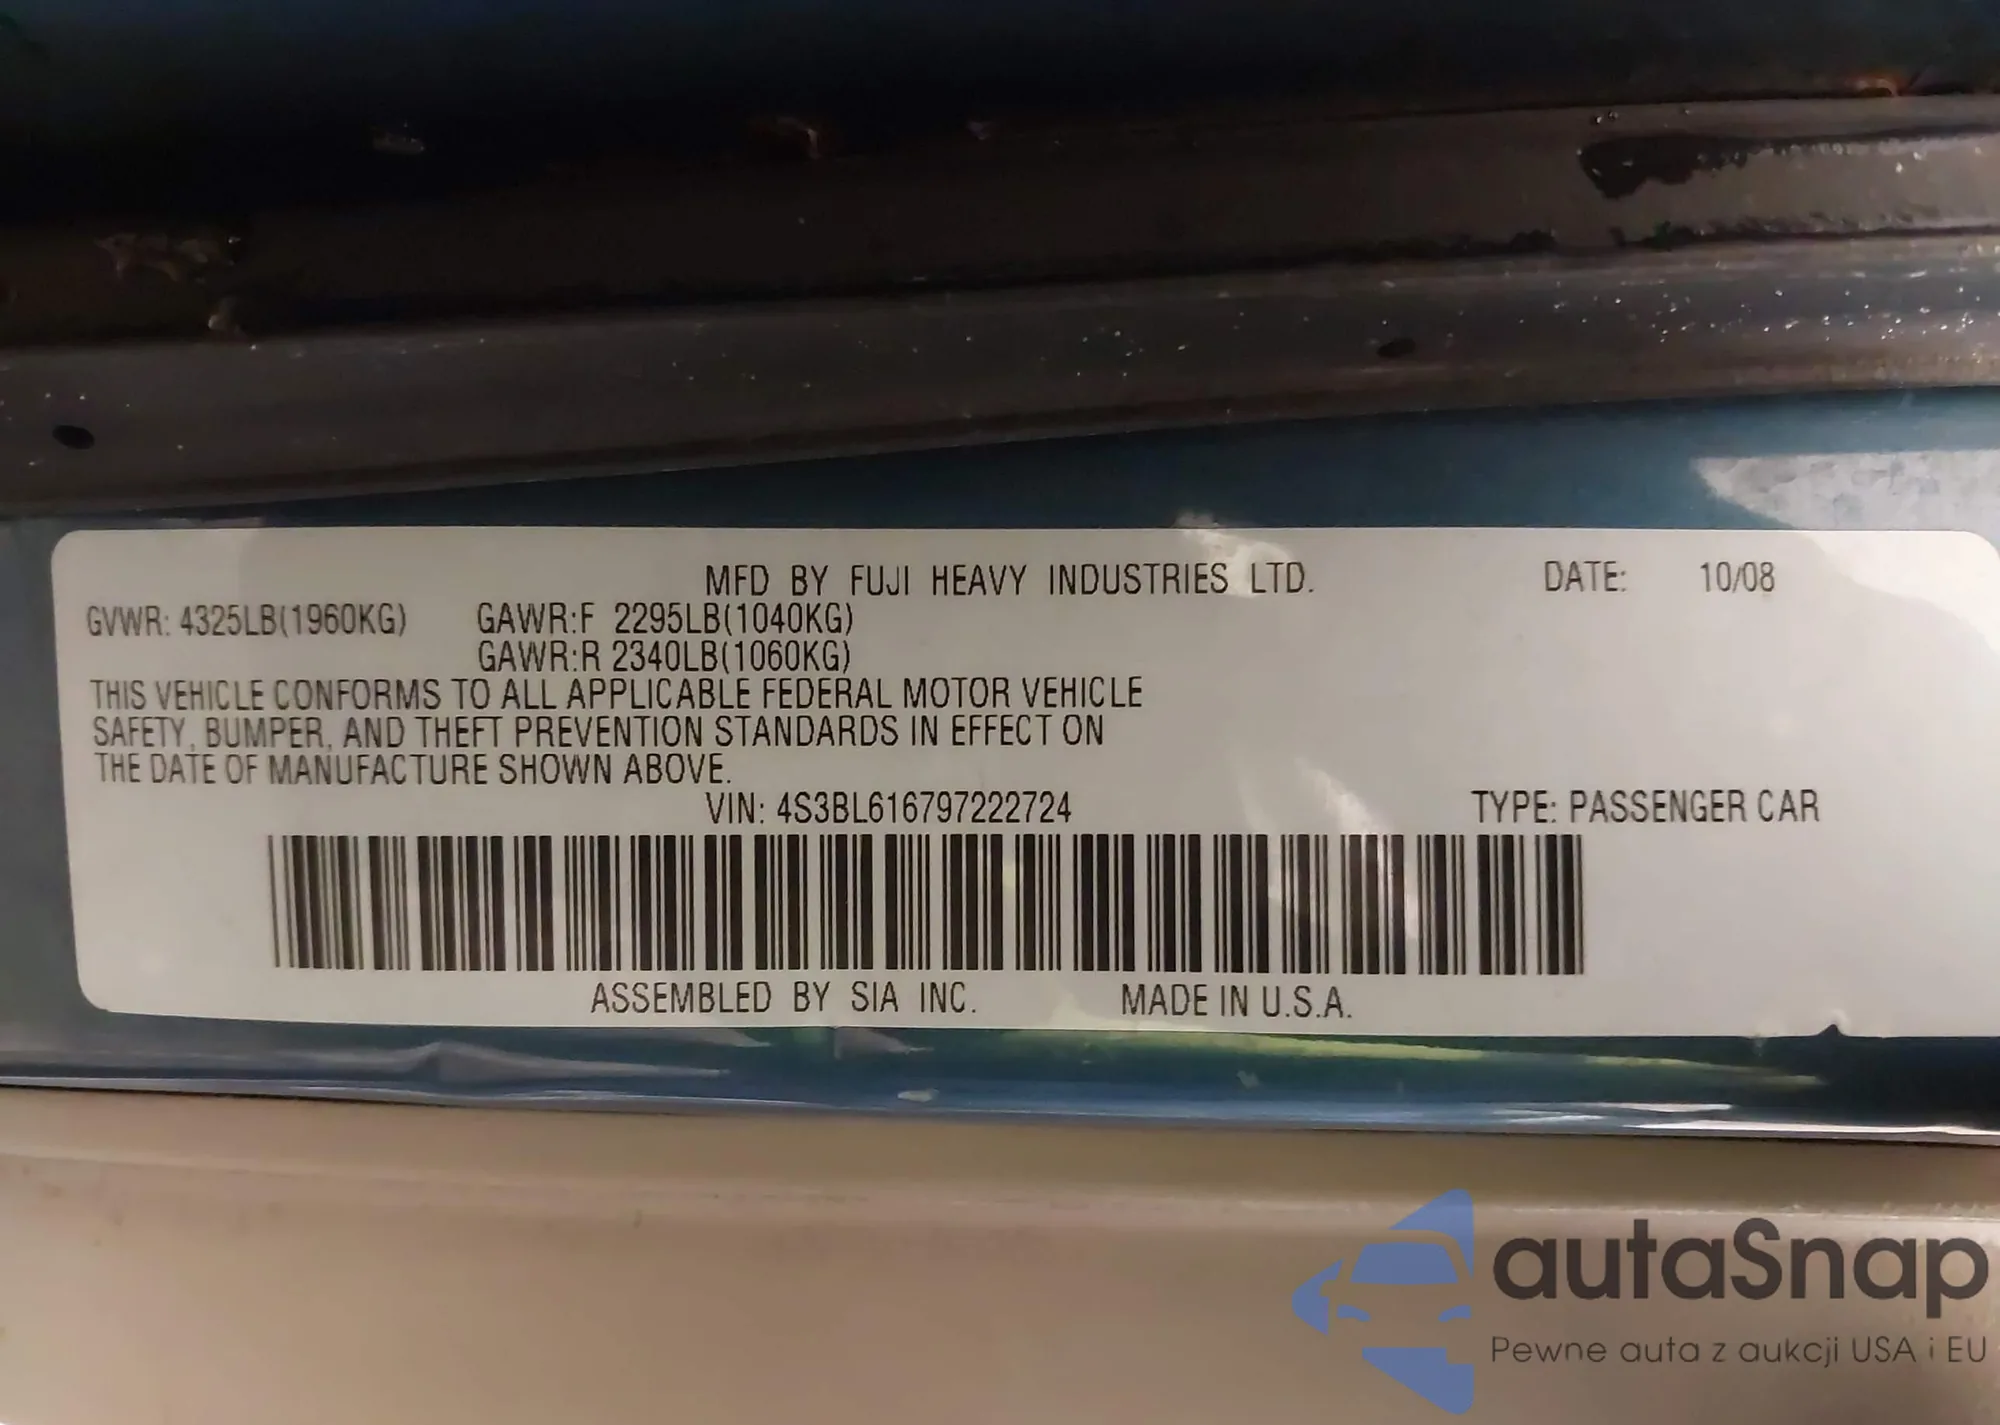 MFD BY FUJI HEAVY INDUSTRIES LTD. DATE: 10/08
GVWR: 4325LB(1960KG) GAWR:F 2295LB(1040KG)
GAWR:R 2340LB(1060KG)
THIS VEHICLE CONFORMS TO ALL APPLICABLE FEDERAL MOTOR VEHICLE
SAFETY, BUMPER, AND THEFT PREVENTION STANDARDS IN EFFECT ON
THE DATE OF MANUFACTURE SHOWN ABOVE.
VIN: 4S3BL616797222724 TYPE: PASSENGER CAR
ASSEMBLED BY SIA INC. MADE IN U.S.A.
autaSnap
Pewne auta z aukcji USA i EU